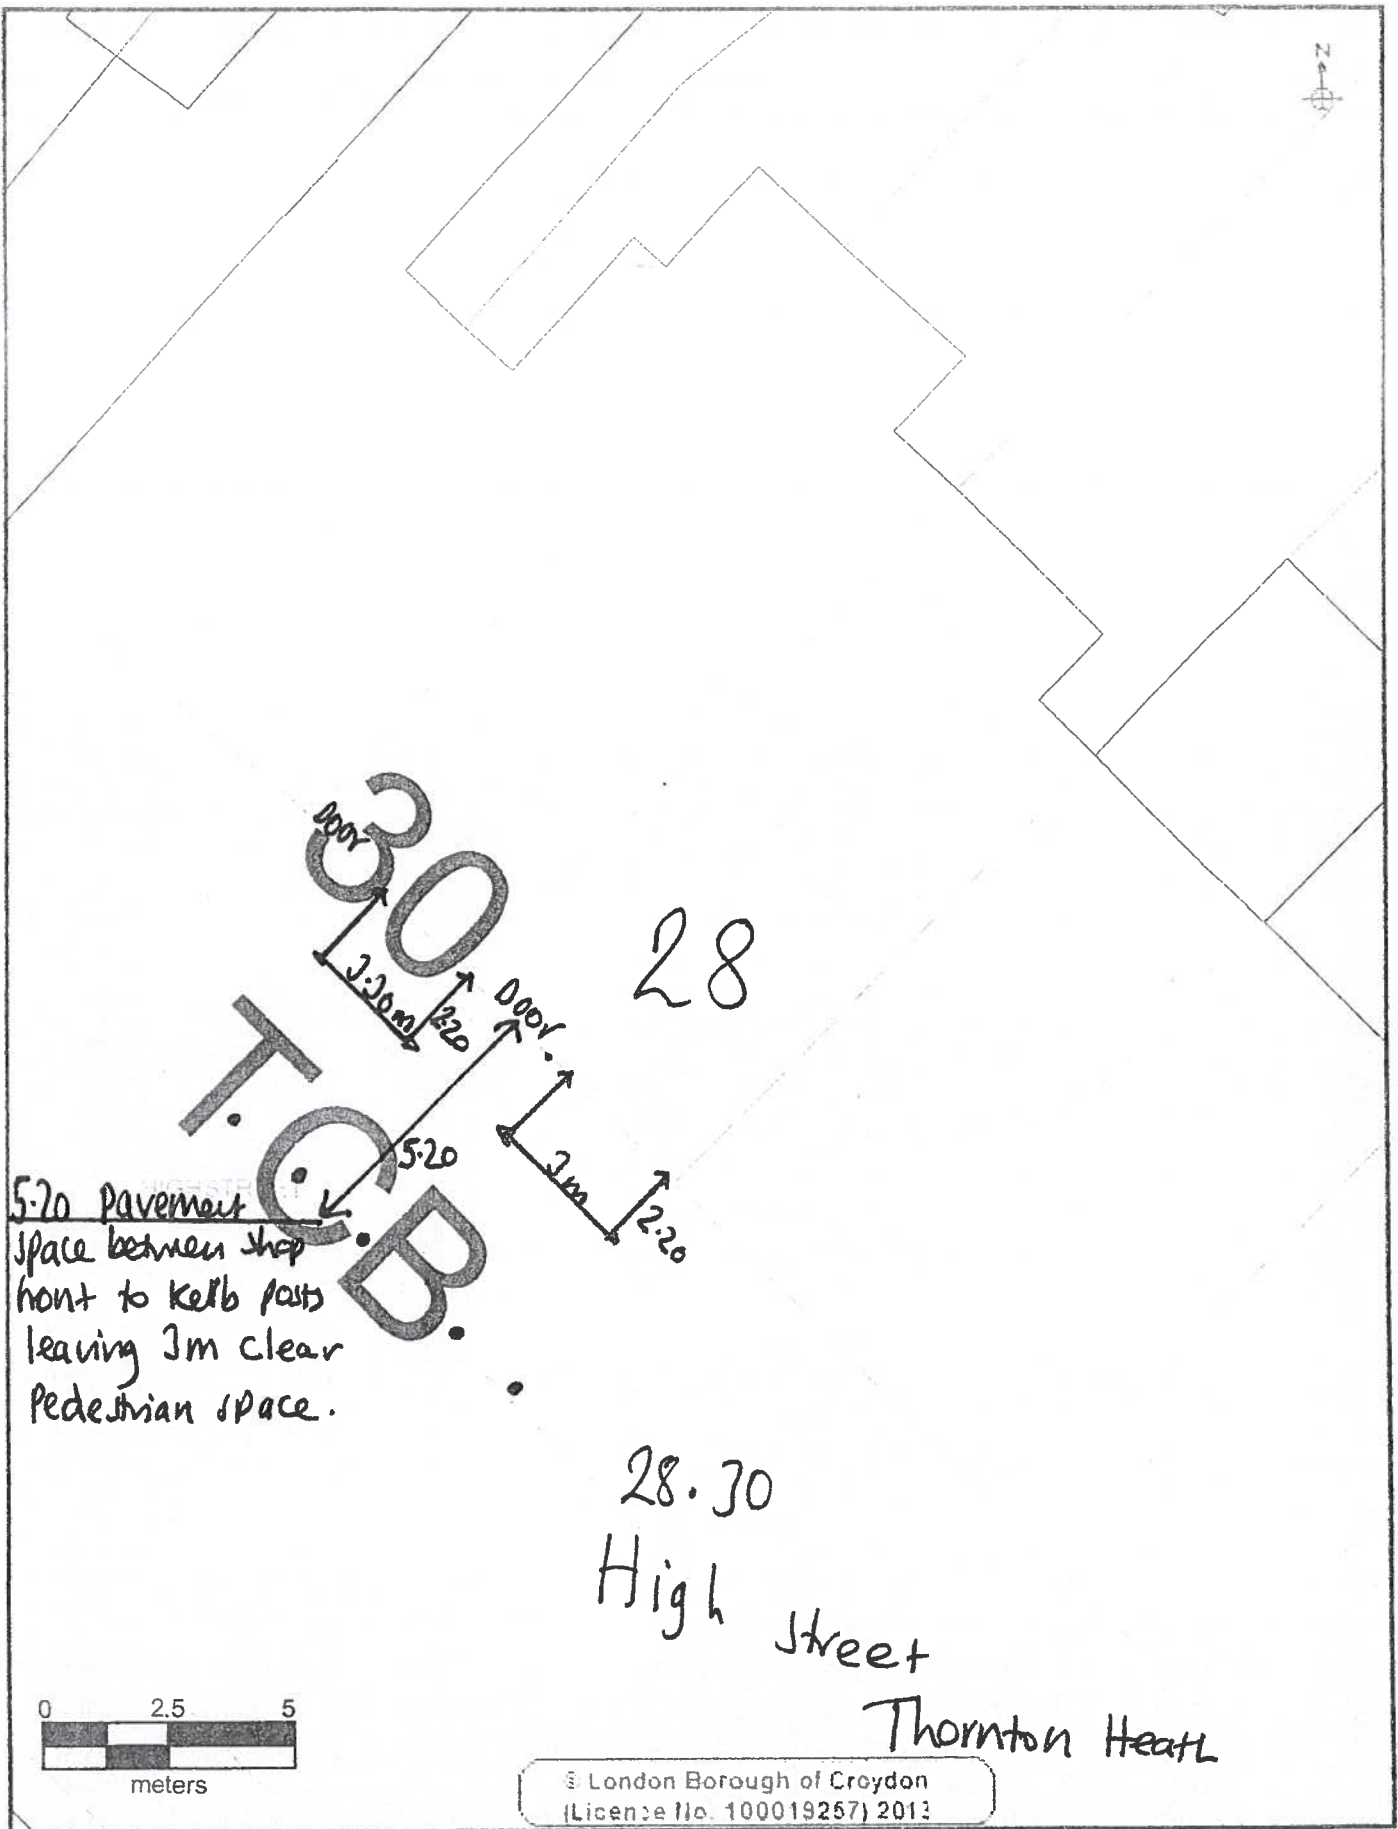 N
30
Door
3.30m
2.20
Door
28
TCB
5.20
3m
2.20
5.20 Pavement
Space between shop
front to Kerb posts
leaving 3m clear
Pedestrian space.
28.30
High Street
Thornton Heath
0 2.5 5
meters
© London Borough of Croydon
(Licence No. 100019257) 2013